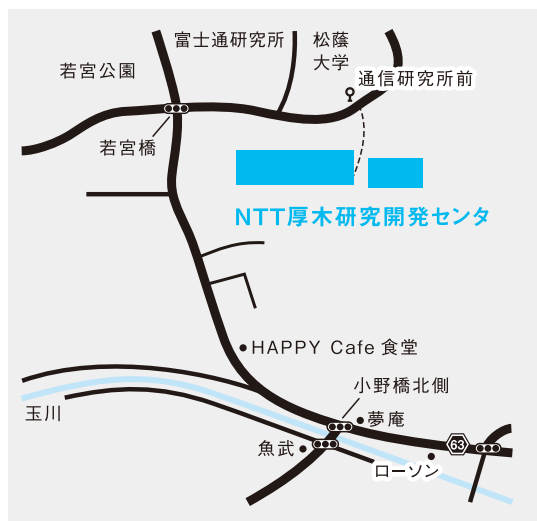 富士通研究所
松蔭
大学
若宮公園
通信研究所前
若宮橋
NTT厚木研究開発センタ
HAPPY Cafe 食堂
小野橋北側
玉川
夢庵
魚武
63
ローソン